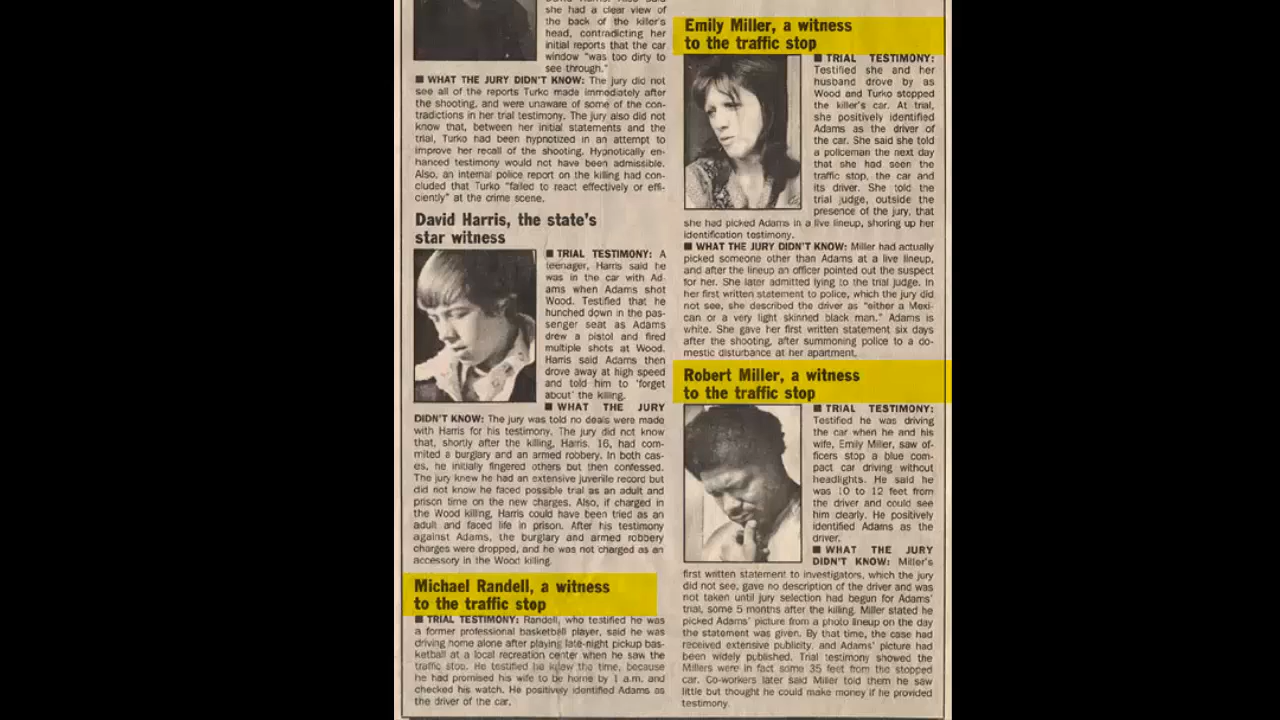 David Harris. Also said
she had a clear view of
the back of the killer's
head, contradicting her
initial reports that the car
window "was too dirty to
see through."
■ WHAT THE JURY DIDN'T KNOW: The jury did not
see all of the reports Turko made immediately after
the shooting, and were unaware of some of the con-
tradictions in her trial testimony. The jury also did not
know that, between her initial statements and the
trial, Turko had been hypnotized in an attempt to
improve her recall of the shooting. Hypnotically en-
hanced testimony would not have been admissible.
Also, an internal police report on the killing had con-
cluded that Turko "failed to react effectively or effi-
ciently" at the crime scene.
David Harris, the state's
star witness
■ TRIAL TESTIMONY: A
teenager, Harris said he
was in the car with Ad-
ams when Adams shot
Wood. Testified that he
hunched down in the pas-
senger seat as Adams
drew a pistol and fired
multiple shots at Wood.
Harris said Adams then
drove away at high speed
and told him to 'forget
about' the killing.
■ WHAT THE JURY
DIDN'T KNOW: The jury was told no deals were made
with Harris for his testimony. The jury did not know
that, shortly after the killing, Harris, 16, had com-
mited a burglary and an armed robbery. In both cas-
es, he initially fingered others but then confessed.
The jury knew he had an extensive juvenile record but
did not know he faced possible trial as an adult and
prison time on the new charges. Also, if charged in
the Wood killing, Harris could have been tried as an
adult and faced life in prison. After his testimony
against Adams, the burglary and armed robbery
charges were dropped, and he was not charged as an
accessory in the Wood killing.
Michael Randell, a witness
to the traffic stop
■ TRIAL TESTIMONY: Randell, who testified he was
a former professional basketball player, said he was
driving home alone after playing late-night pickup bas-
ketball at a local recreation center when he saw the
traffic stop. He testified he knew the time, because
he had promised his wife to be home by 1 a.m. and
checked his watch. He positively identified Adams as
the driver of the car.
Emily Miller, a witness
to the traffic stop
■ TRIAL TESTIMONY:
Testified she and her
husband drove by as
Wood and Turko stopped
the killer's car. At trial,
she positively identified
Adams as the driver of
the car. She said she told
a policeman the next day
that she had seen the
traffic stop, the car and
its driver. She told the
trial judge, outside the
presence of the jury, that
she had picked Adams in a live lineup, shoring up her
identification testimony.
■ WHAT THE JURY DIDN'T KNOW: Miller had actually
picked someone other than Adams at a live lineup,
and after the lineup an officer pointed out the suspect
for her. She later admitted lying to the trial judge. In
her first written statement to police, which the jury did
not see, she described the driver as "either a Mexi-
can or a very light skinned black man." Adams is
white. She gave her first written statement six days
after the shooting, after summoning police to a do-
mestic disturbance at her apartment.
Robert Miller, a witness
to the traffic stop
■ TRIAL TESTIMONY:
Testified he was driving
the car when he and his
wife, Emily Miller, saw of-
ficers stop a blue com-
pact car driving without
headlights. He said he
was 10 to 12 feet from
the driver and could see
him clearly. He positively
identified Adams as the
driver.
■ WHAT THE JURY
DIDN'T KNOW: Miller's
first written statement to investigators, which the jury
did not see, gave no description of the driver and was
not taken until jury selection had begun for Adams'
trial, some 5 months after the killing. Miller stated he
picked Adams' picture from a photo lineup on the day
the statement was given. By that time, the case had
received extensive publicity, and Adams' picture had
been widely published. Trial testimony showed the
Millers were in fact some 35 feet from the stopped
car. Co-workers later said Miller told them he saw
little but thought he could make money if he provided
testimony.